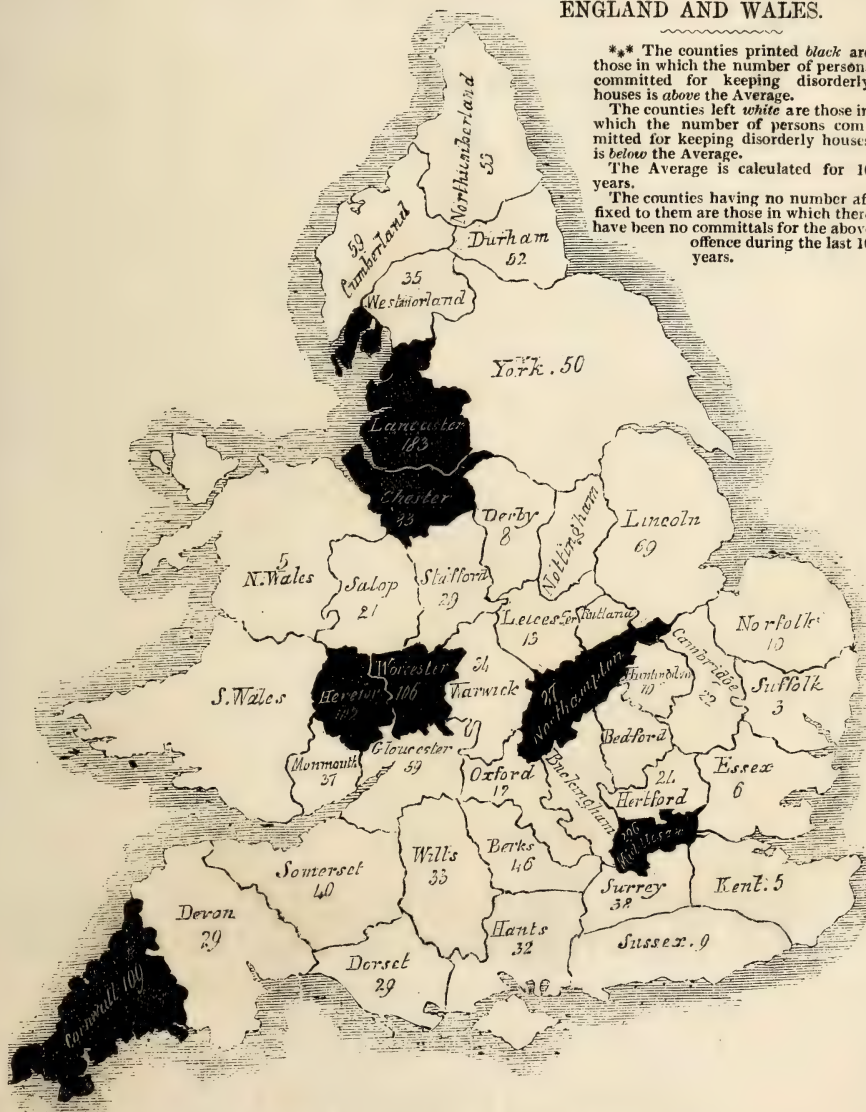 ENGLAND AND WALES.
*** The counties printed black are
those in which the number of person
committed for keeping disorderly
houses is above the Average.
The counties left white are those in
which the number of persons com
mitted for keeping disorderly houses
is below the Average.
The Average is calculated for 10
years.
The counties having no number af
fixed to them are those in which there
have been no committals for the above
offence during the last 10
years.
Northumberland
53
59
Cumberland
Durham
52
35
Westmorland
York. 50
Lancaster
183
Chester
Derby
8
Nottingham
Lincoln
69
5
N. Wales
Salop
21
Stafford
29
Leicester
13
Rutland
Norfolk
10
S. Wales
Hereford
102
Worcester
106
34
Warwick
Northampton
Huntingdon
Cambridge
22
Suffolk
3
Monmouth
37
Gloucester
59
Oxford
17
Buckingham
Bedford
21
Hertford
Essex
6
Middlesex
Somerset
40
Wilts
33
Berks
46
Surrey
38
Kent. 5
Devon
29
Dorset
29
Hants
32
Sussex. 9
Cornwall. 109